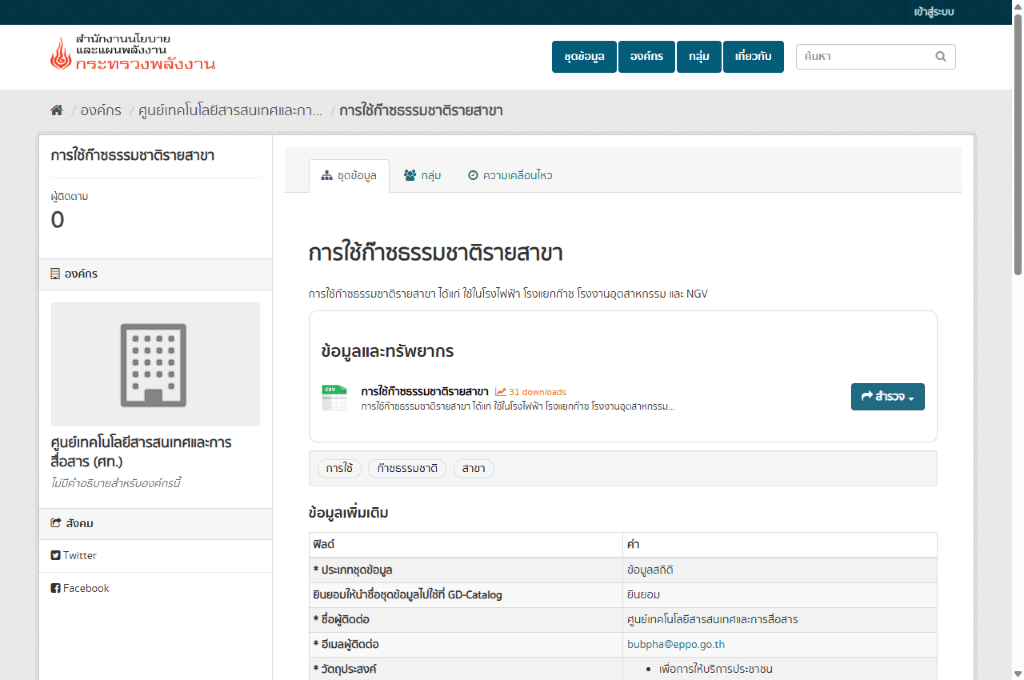 เข้าสู่ระบบ
สำนักงานนโยบาย
และแผนพลังงาน
กระทรวงพลังงาน
ชุดข้อมูล
องค์กร
กลุ่ม
เกี่ยวกับ
ค้นหา
/ องค์กร / ศูนย์เทคโนโลยีสารสนเทศและกา... / การใช้ก๊าซธรรมชาติรายสาขา
การใช้ก๊าซธรรมชาติรายสาขา
ผู้ติดตาม
0
องค์กร
ศูนย์เทคโนโลยีสารสนเทศและการ
สื่อสาร (ศท.)
ไม่มีคำอธิบายสำหรับองค์กรนี้
สังคม
Twitter
Facebook
ชุดข้อมูล
กลุ่ม
ความเคลื่อนไหว
การใช้ก๊าซธรรมชาติรายสาขา
การใช้ก๊าซธรรมชาติรายสาขา ได้แก่ ใช้ในโรงไฟฟ้า โรงแยกก๊าซ โรงงานอุตสาหกรรม และ NGV
ข้อมูลและทรัพยากร
CSV
การใช้ก๊าซธรรมชาติรายสาขา 31 downloads
การใช้ก๊าซธรรมชาติรายสาขา ได้แก่ ใช้ในโรงไฟฟ้า โรงแยกก๊าซ โรงงานอุตสาหกรรม...
สำรวจ
การใช้
ก๊าซธรรมชาติ
สาขา
ข้อมูลเพิ่มเติม
ฟิลด์ ค่า
* ประเภทชุดข้อมูล ข้อมูลสถิติ
ยินยอมให้นำชื่อชุดข้อมูลไปใช้ที่ GD-Catalog ยินยอม
* ชื่อผู้ติดต่อ ศูนย์เทคโนโลยีสารสนเทศและการสื่อสาร
* อีเมลผู้ติดต่อ bubpha@eppo.go.th
* วัตถุประสงค์ • เพื่อการให้บริการประชาชน